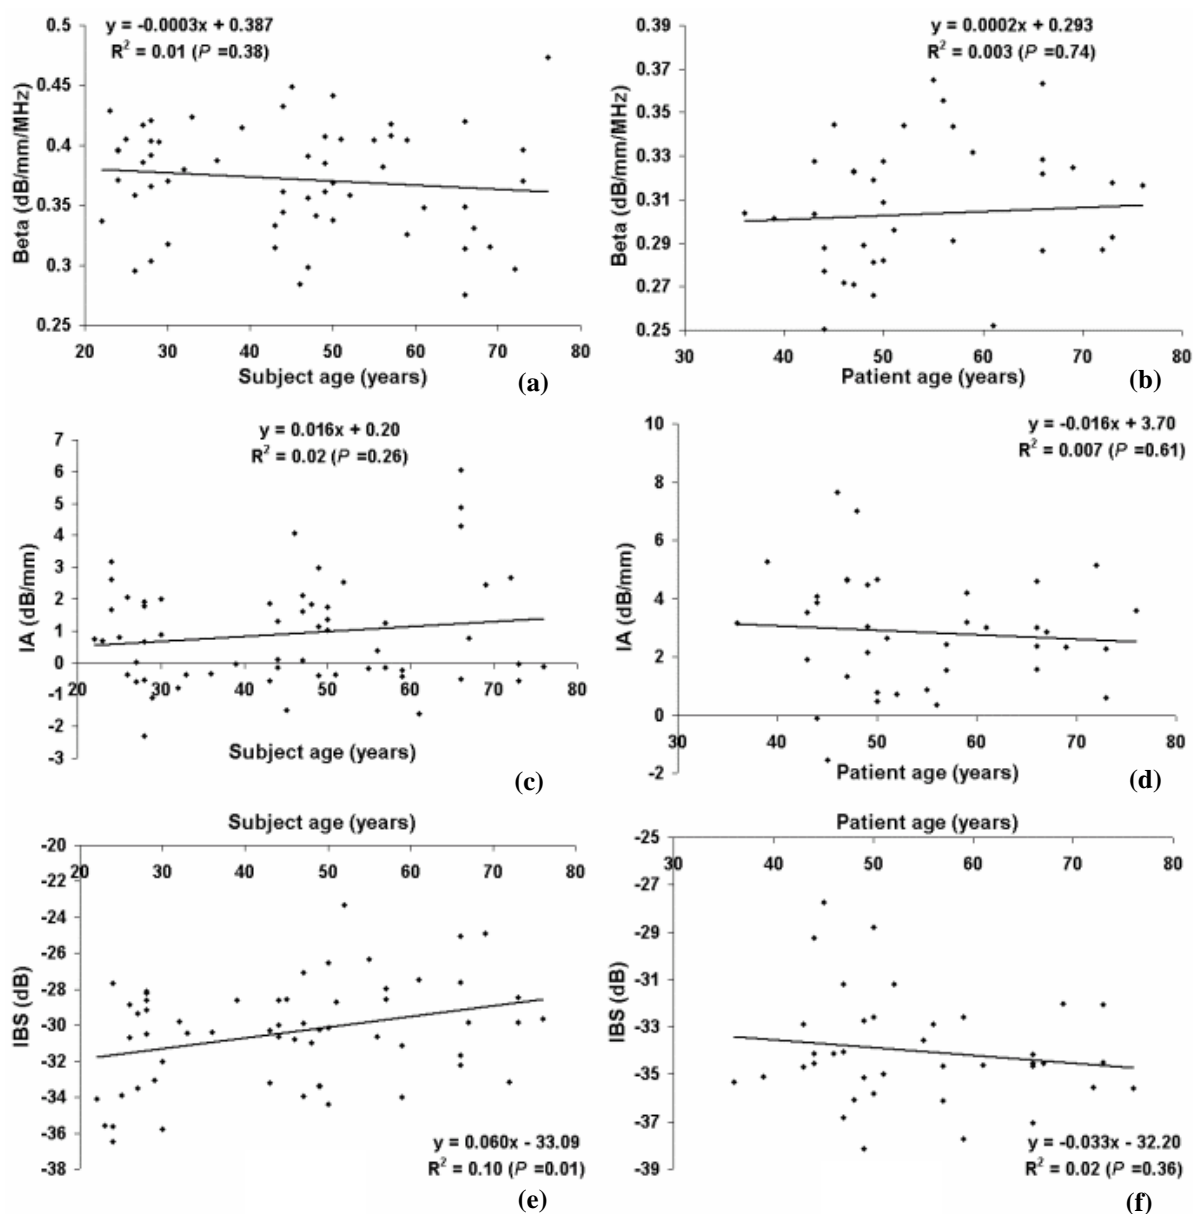 y = -0.0003x + 0.387
R² = 0.01 (P =0.38)
0.5
0.45
0.4
0.35
0.3
0.25
Beta (dB/mm/MHz)
20 30 40 50 60 70 80
Subject age (years)
(a)
y = 0.0002x + 0.293
R² = 0.003 (P =0.74)
0.39
0.37
0.35
0.33
0.31
0.29
0.27
0.25
Beta (dB/mm/MHz)
30 40 50 60 70 80
Patient age (years)
(b)
y = 0.016x + 0.20
R² = 0.02 (P =0.26)
7
6
5
4
3
2
1
0
-1
-2
-3
IA (dB/mm)
20 30 40 50 60 70 80
Subject age (years)
(c)
y = -0.016x + 3.70
R² = 0.007 (P =0.61)
10
8
6
4
2
0
-2
IA (dB/mm)
30 40 50 60 70 80
Patient age (years)
(d)
Subject age (years)
20 30 40 50 60 70 80
-20
-22
-24
-26
-28
-30
-32
-34
-36
-38
IBS (dB)
y = 0.060x - 33.09
R² = 0.10 (P =0.01)
(e)
Patient age (years)
30 40 50 60 70 80
-25
-27
-29
-31
-33
-35
-37
-39
IBS (dB)
y = -0.033x - 32.20
R² = 0.02 (P =0.36)
(f)